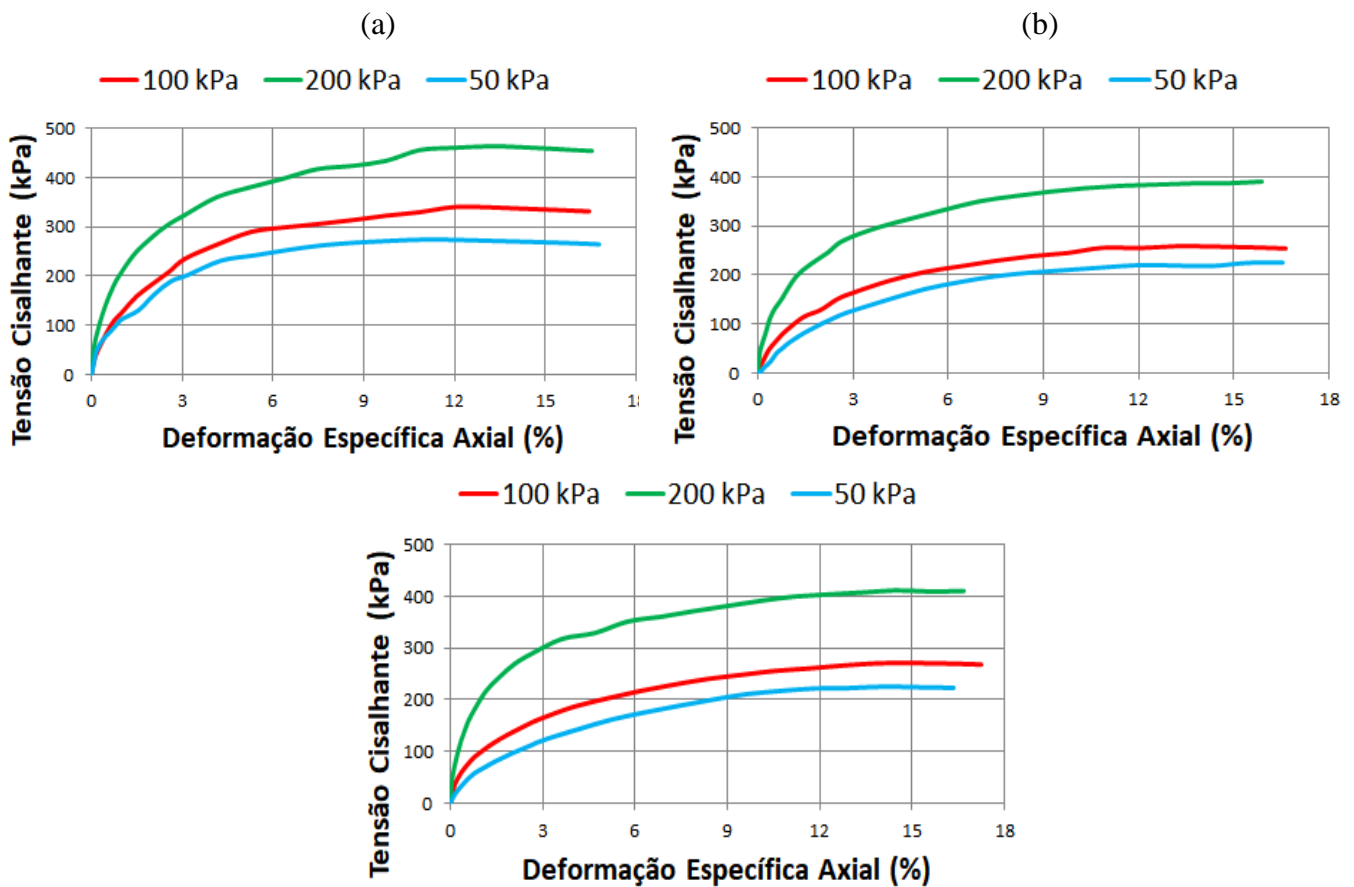 (a)
(b)
100 kPa 200 kPa 50 kPa
100 kPa 200 kPa 50 kPa
Tensão Cisalhante (kPa)
500
400
300
200
100
0
0 3 6 9 12 15 18
Deformação Específica Axial (%)
Tensão Cisalhante (kPa)
500
400
300
200
100
0
0 3 6 9 12 15 18
Deformação Específica Axial (%)
100 kPa 200 kPa 50 kPa
Tensão Cisalhante (kPa)
500
400
300
200
100
0
0 3 6 9 12 15 18
Deformação Específica Axial (%)